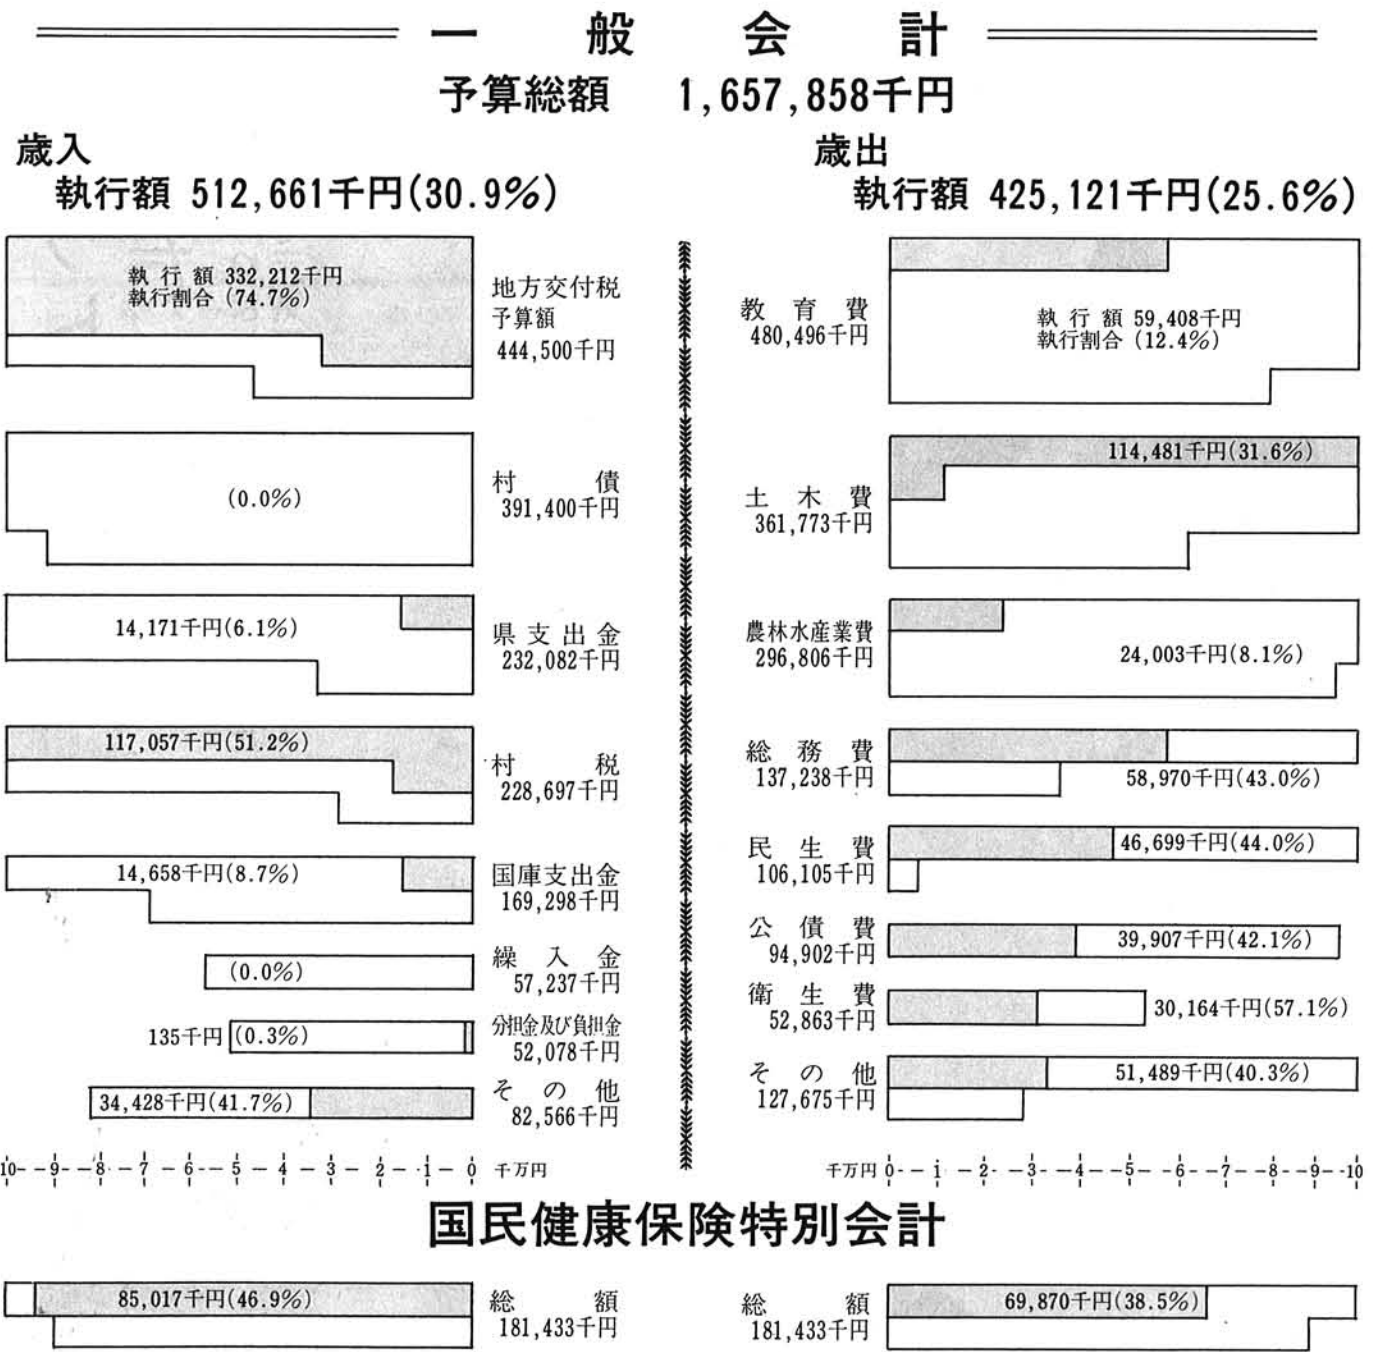 一般会計
予算総額 1,657,858千円
歳入
執行額 512,661千円(30.9%)
執行額 332,212千円
執行割合 (74.7%)
地方交付税
予算額
444,500千円
(0.0%)
村債
391,400千円
14,171千円(6.1%)
県支出金
232,082千円
117,057千円(51.2%)
村税
228,697千円
14,658千円(8.7%)
国庫支出金
169,298千円
(0.0%)
繰入金
57,237千円
135千円 (0.3%)
分担金及び負担金
52,078千円
34,428千円(41.7%)
その他
82,566千円
10 9 8 7 6 5 4 3 2 1 0 千万円
歳出
執行額 425,121千円(25.6%)
教育費
480,496千円
執行額 59,408千円
執行割合 (12.4%)
土木費
361,773千円
114,481千円(31.6%)
農林水産業費
296,806千円
24,003千円(8.1%)
総務費
137,238千円
58,970千円(43.0%)
民生費
106,105千円
46,699千円(44.0%)
公債費
94,902千円
39,907千円(42.1%)
衛生費
52,863千円
30,164千円(57.1%)
その他
127,675千円
51,489千円(40.3%)
千万円 0 1 2 3 4 5 6 7 8 9 10
国民健康保険特別会計
85,017千円(46.9%)
総額
181,433千円
総額
181,433千円
69,870千円(38.5%)